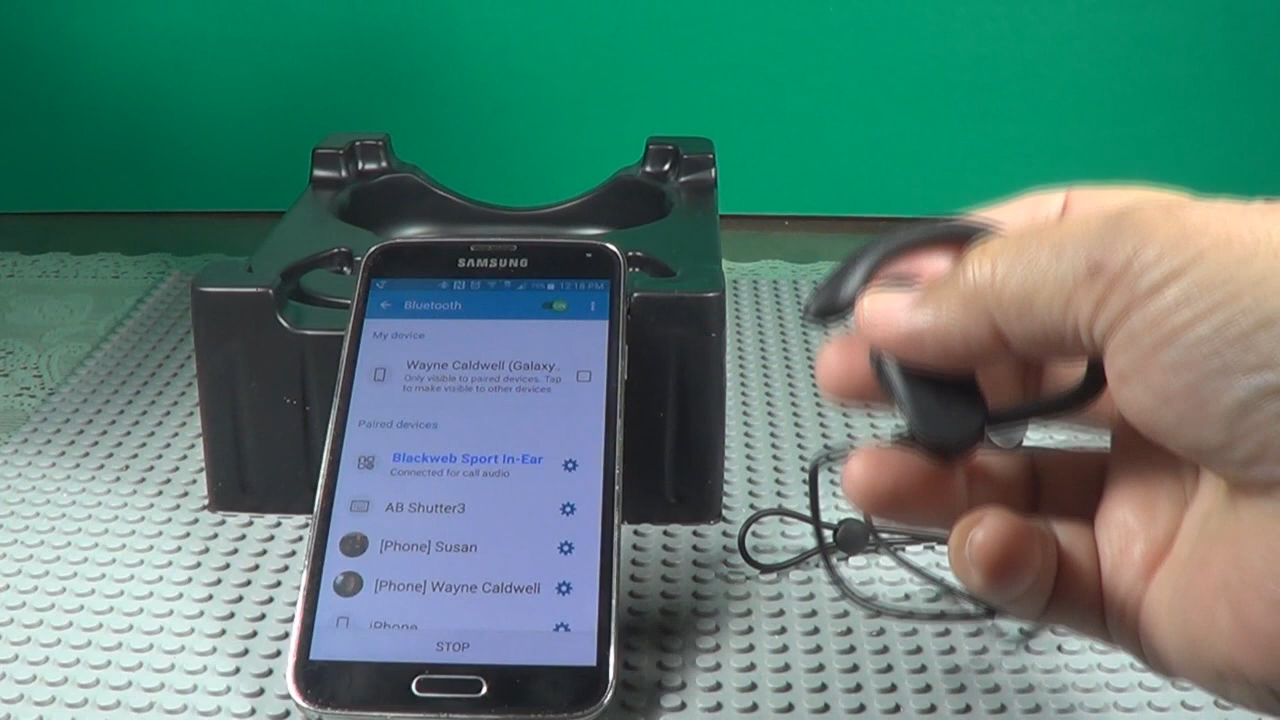 SAMSUNG
12:16 PM
Bluetooth
ON
My device
Wayne Caldwell (Galaxy..
Only visible to paired devices. Tap
to make visible to other devices.
Paired devices
Blackweb Sport In-Ear
Connected for call audio
AB Shutter3
[Phone] Susan
[Phone] Wayne Caldwell
iPhone
STOP